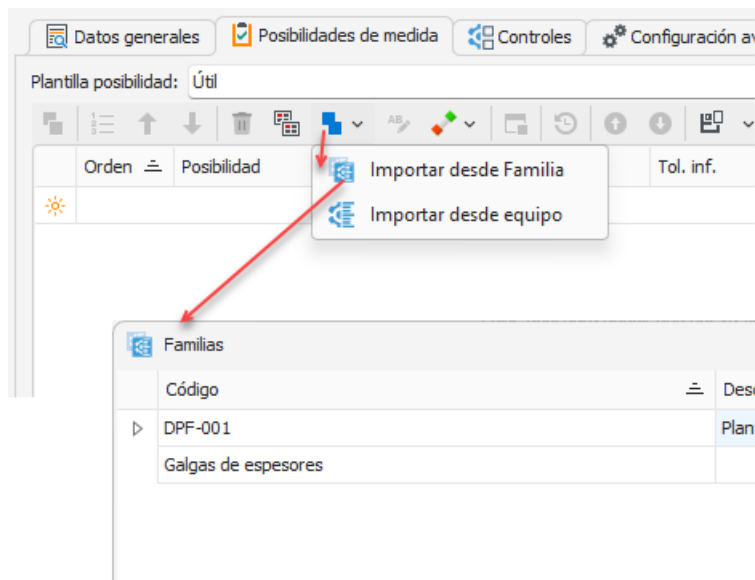 Datos generales
Posibilidades de medida
Controles
Configuración av
Plantilla posibilidad: Útil
Orden
Posibilidad
Tol. inf.
Importar desde Familia
Importar desde equipo
Familias
Código
Des
DPF-001
Plan
Galgas de espesores